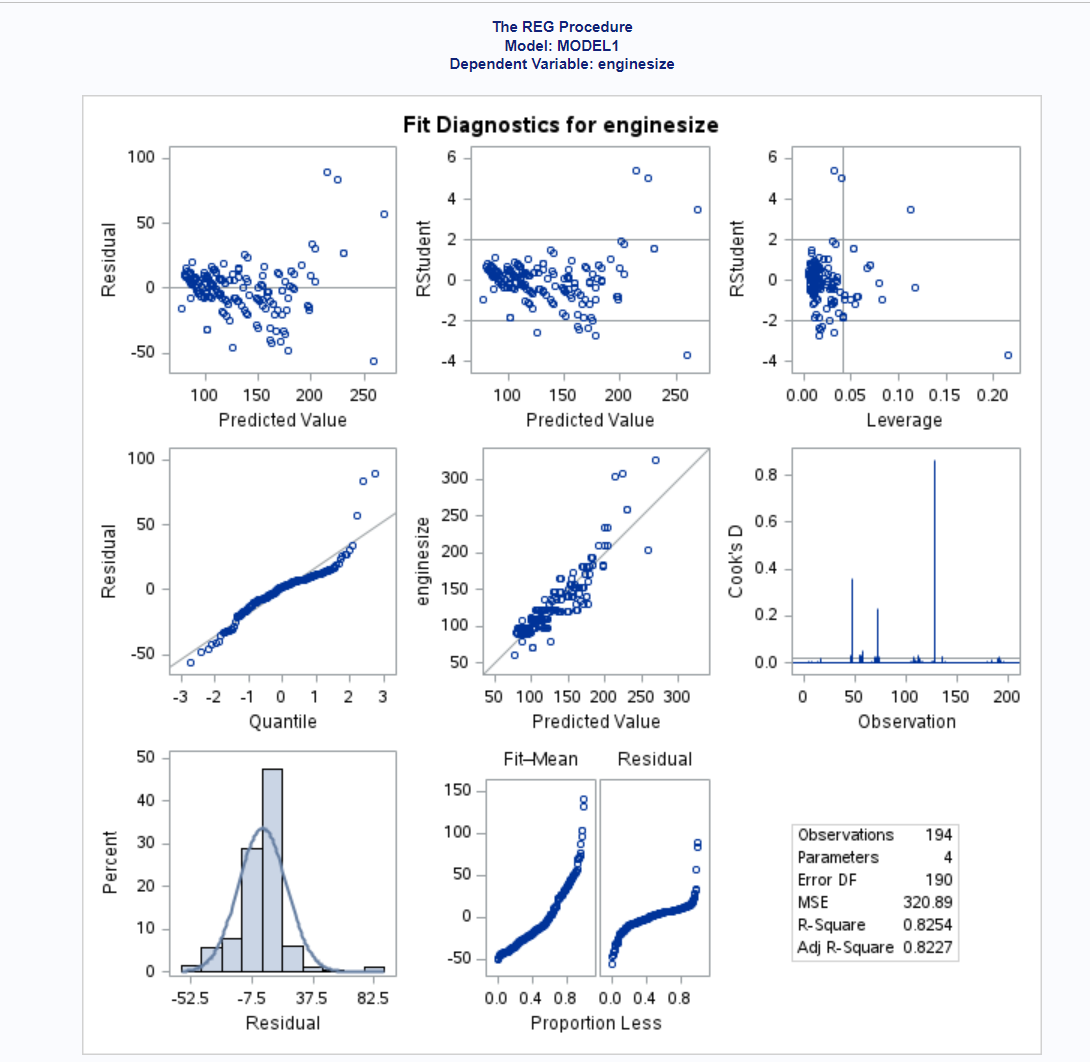 The REG Procedure
Model: MODEL1
Dependent Variable: enginesize
Fit Diagnostics for enginesize
100
50
0
-50
Residual
100 150 200 250
Predicted Value
6
4
2
0
-2
-4
RStudent
100 150 200 250
Predicted Value
6
4
2
0
-2
-4
RStudent
0.00 0.05 0.10 0.15 0.20
Leverage
100
50
0
-50
Residual
-3 -2 -1 0 1 2 3
Quantile
300
250
200
150
100
50
enginesize
50 100 150 200 250 300
Predicted Value
0.8
0.6
0.4
0.2
0.0
Cook's D
0 50 100 150 200
Observation
50
40
30
20
10
0
Percent
-52.5 -7.5 37.5 82.5
Residual
Fit–Mean Residual
150
100
50
0
-50
0.0 0.4 0.8 0.0 0.4 0.8
Proportion Less
Observations 194
Parameters 4
Error DF 190
MSE 320.89
R-Square 0.8254
Adj R-Square 0.8227